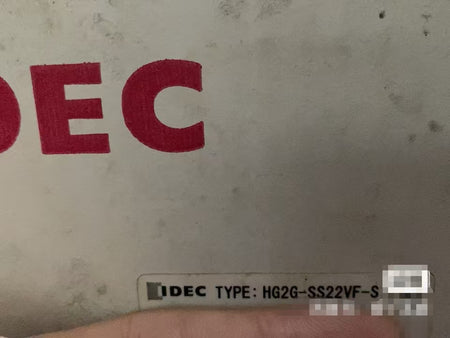 DEC
IDEC TYPE: HG2G-SS22VF-S